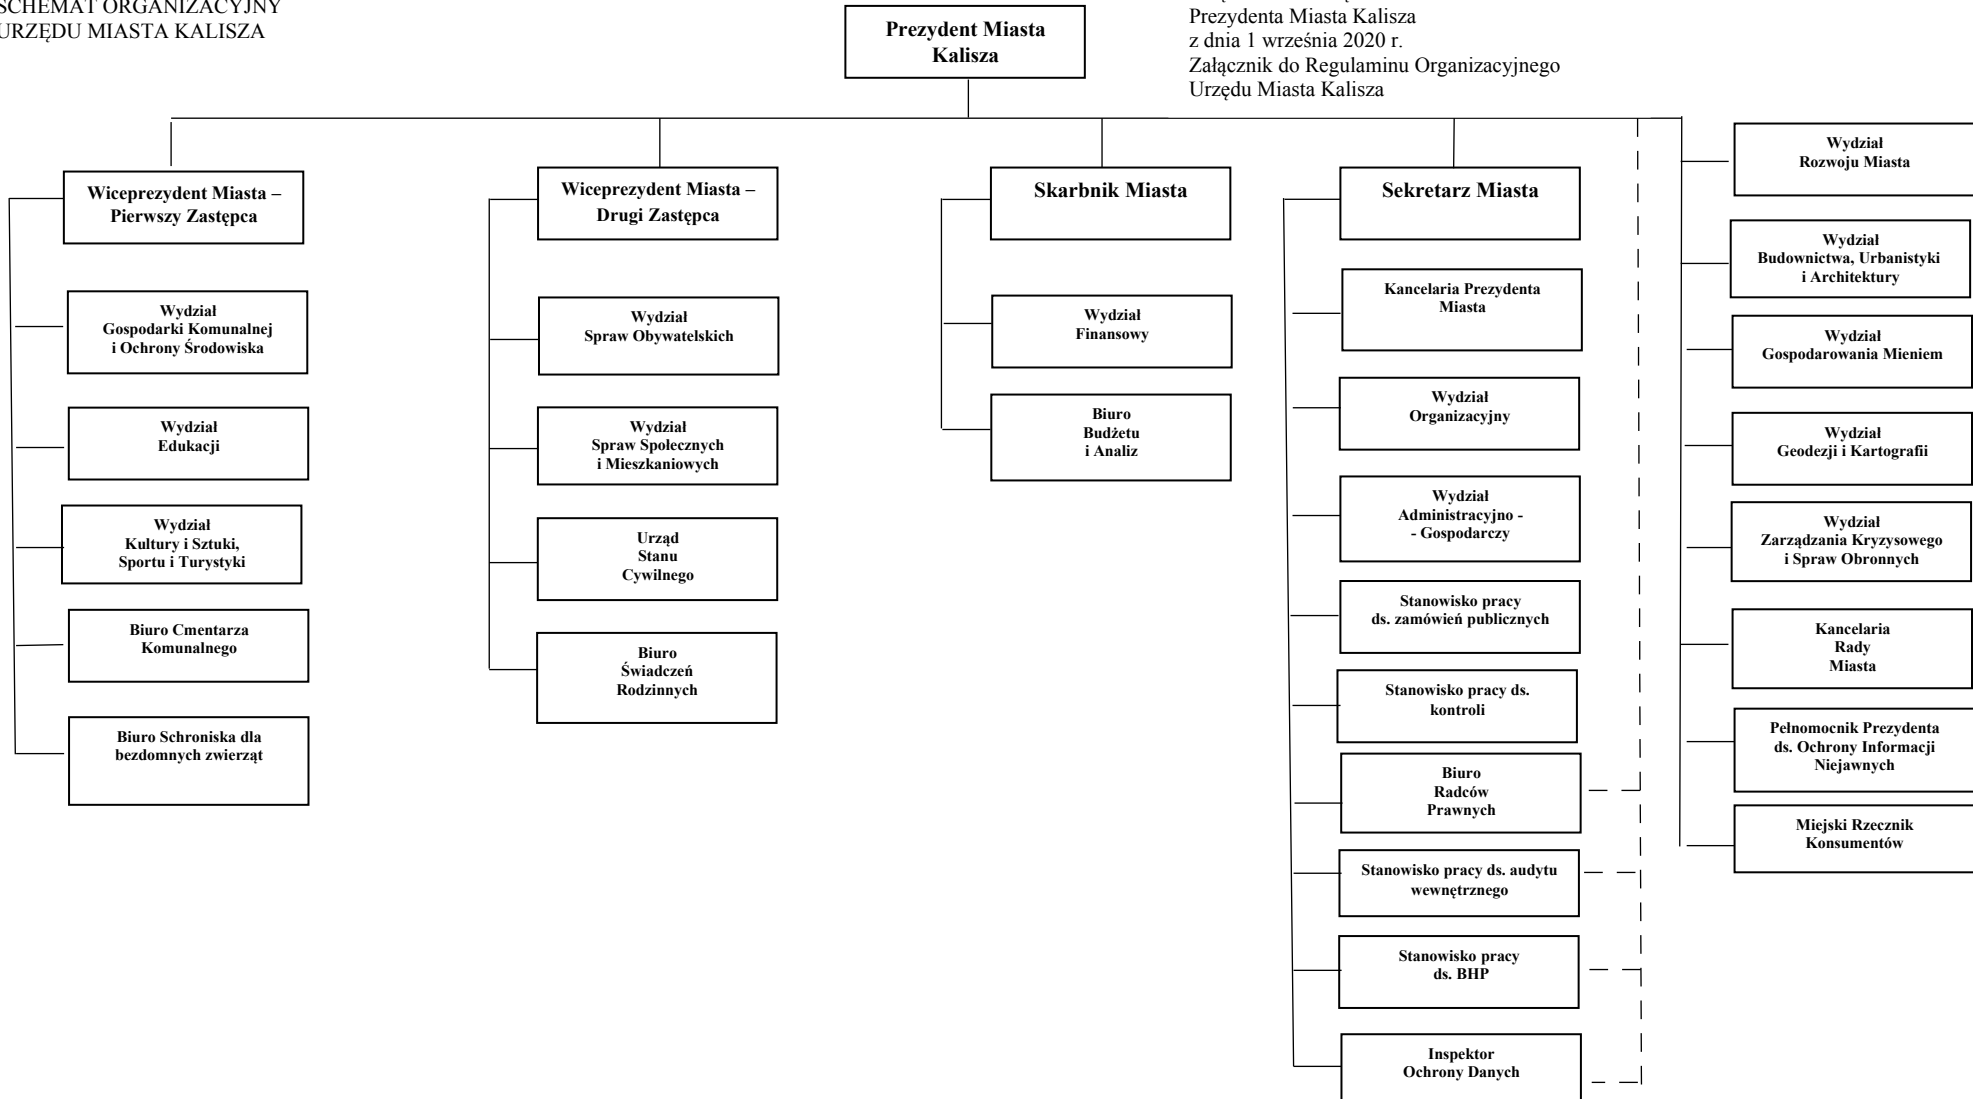 SCHEMAT ORGANIZACYJNY
URZĘDU MIASTA KALISZA
Prezydent Miasta
Kalisza
Prezydenta Miasta Kalisza
z dnia 1 września 2020 r.
Załącznik do Regulaminu Organizacyjnego
Urzędu Miasta Kalisza
Wiceprezydent Miasta –
Pierwszy Zastępca
Wydział
Gospodarki Komunalnej
i Ochrony Środowiska
Wydział
Edukacji
Wydział
Kultury i Sztuki,
Sportu i Turystyki
Biuro Cmentarza
Komunalnego
Biuro Schroniska dla
bezdomnych zwierząt
Wiceprezydent Miasta –
Drugi Zastępca
Wydział
Spraw Obywatelskich
Wydział
Spraw Społecznych
i Mieszkaniowych
Urząd
Stanu
Cywilnego
Biuro
Świadczeń
Rodzinnych
Skarbnik Miasta
Wydział
Finansowy
Biuro
Budżetu
i Analiz
Sekretarz Miasta
Kancelaria Prezydenta
Miasta
Wydział
Organizacyjny
Wydział
Administracyjno -
- Gospodarczy
Stanowisko pracy
ds. zamówień publicznych
Stanowisko pracy ds.
kontroli
Biuro
Radców
Prawnych
Stanowisko pracy ds. audytu
wewnętrznego
Stanowisko pracy
ds. BHP
Inspektor
Ochrony Danych
Wydział
Rozwoju Miasta
Wydział
Budownictwa, Urbanistyki
i Architektury
Wydział
Gospodarowania Mieniem
Wydział
Geodezji i Kartografii
Wydział
Zarządzania Kryzysowego
i Spraw Obronnych
Kancelaria
Rady
Miasta
Pełnomocnik Prezydenta
ds. Ochrony Informacji
Niejawnych
Miejski Rzecznik
Konsumentów